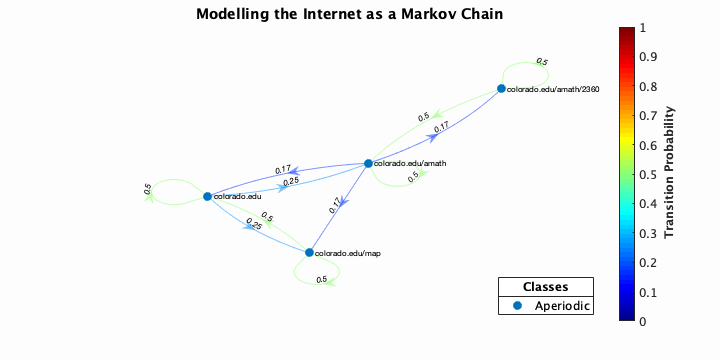 Modelling the Internet as a Markov Chain
0.5
colorado.edu/amath/2360
0.5
0.17
colorado.edu/amath
0.17
0.25
0.5
0.5
colorado.edu
0.17
0.5
0.25
colorado.edu/map
0.5
1
0.9
0.8
0.7
0.6
0.5
0.4
0.3
0.2
0.1
0
Transition Probability
Classes
Aperiodic